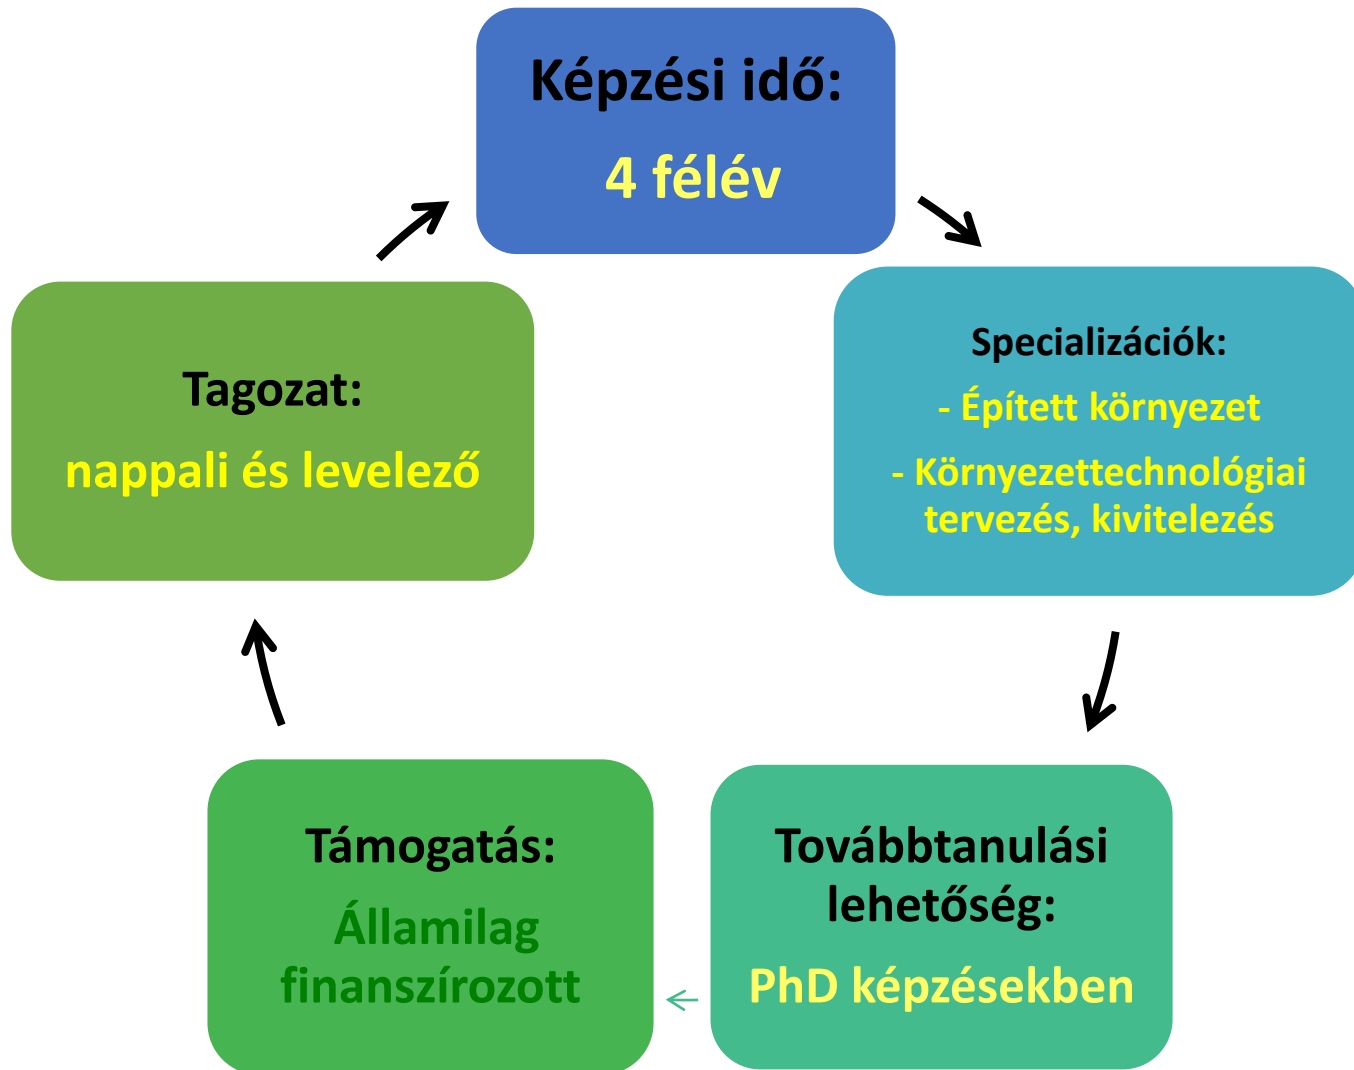 Képzési idő:
4 félév
Specializációk:
- Épített környezet
- Környezettechnológiai
tervezés, kivitelezés
Továbbtanulási
lehetőség:
PhD képzésekben
Támogatás:
Államilag
finanszírozott
Tagozat:
nappali és levelező